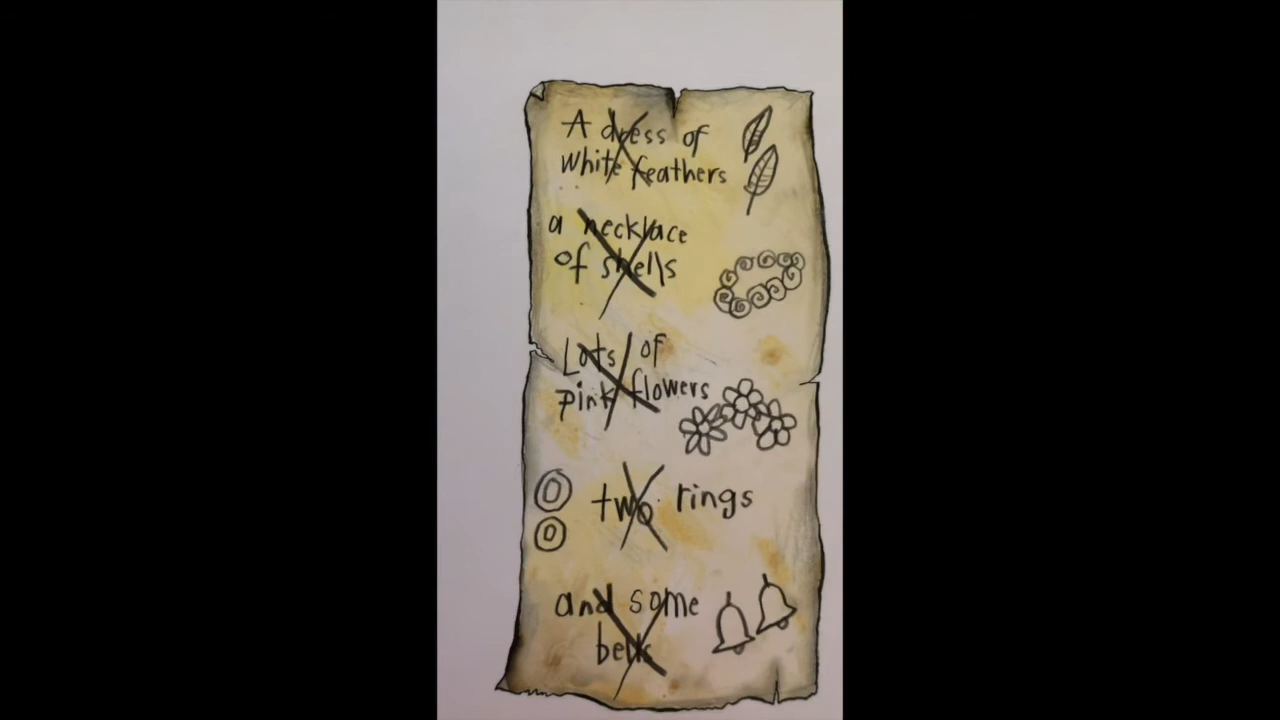 A dress of
white feathers
a necklace
of shells
Lots of
pink flowers
two rings
and some
bells